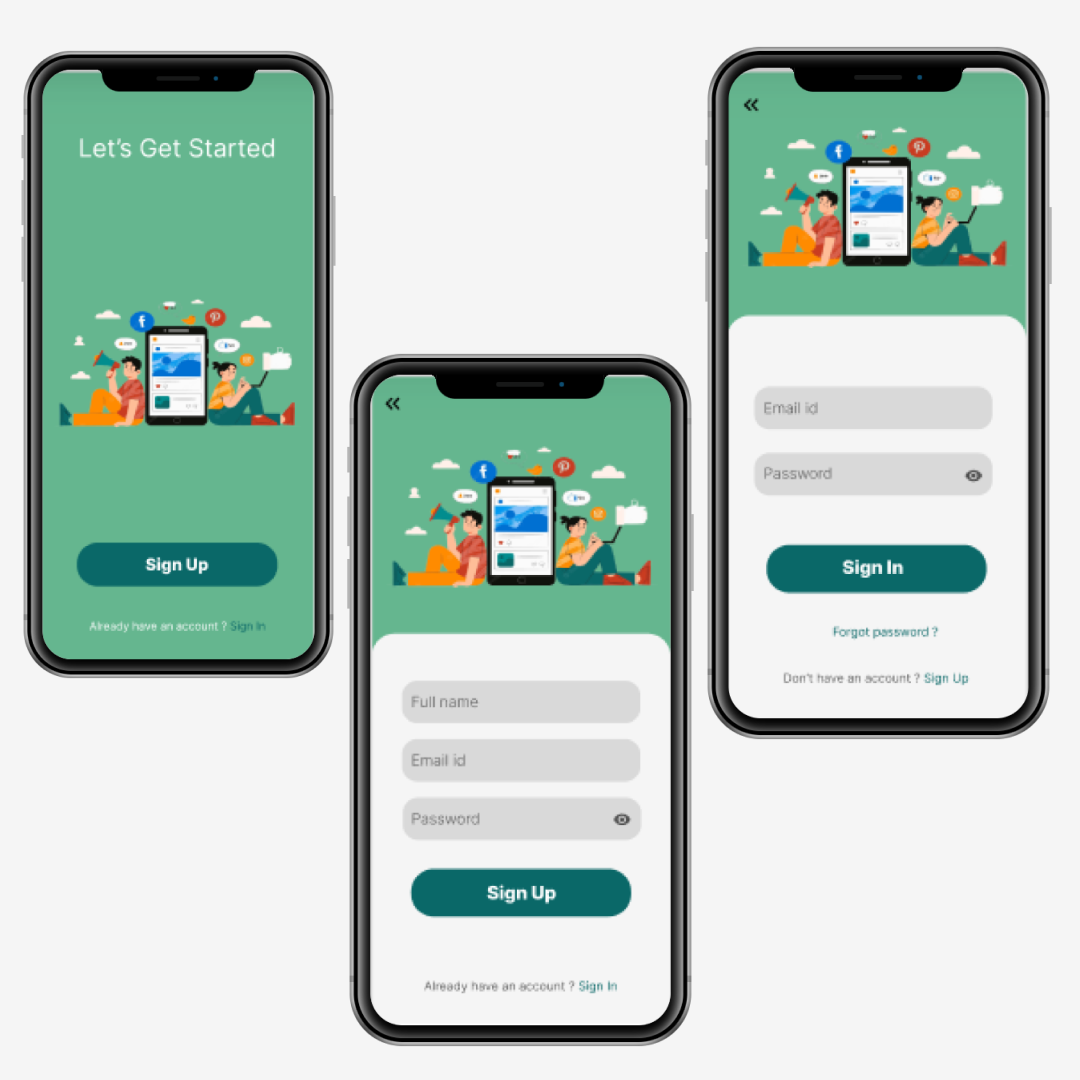 Let's Get Started
Sign Up
Already have an account ? Sign In
Full name
Email id
Password
Sign Up
Already have an account ? Sign In
Email id
Password
Sign In
Forgot password ?
Don't have an account ? Sign Up